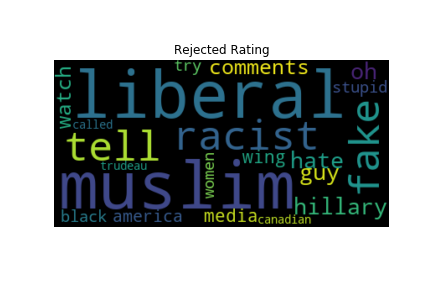 Rejected Rating
watch
try
comments
oh
liberal
stupid
called
tell
racist
fake
trudeau
women
wing
hate
muslim
guy
hillary
black
america
media
canadian